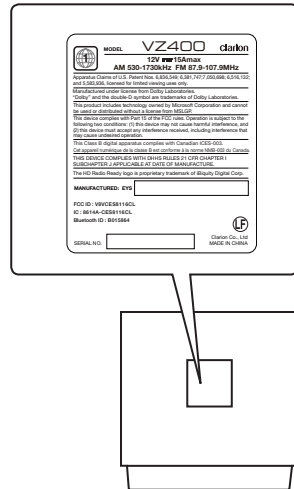 MODEL VZ400 clarion
12V 15Amax
AM 530-1730kHz FM 87.9-107.9MHz
Apparatus Claims of U.S. Patent Nos. 6,836,549; 6,381,747;7,050,698; 6,516,132;
and 5,583,936, licensed for limited viewing uses only.
Manufactured under license from Dolby Laboratories.
"Dolby" and the double-D symbol are trademarks of Dolby Laboratories.
This product includes technology owned by Microsoft Corporation and cannot
be used or distributed without a license from MSLGP.
This device complies with Part 15 of the FCC rules. Operation is subject to the
following two conditions: (1) this device may not cause harmful interference, and
(2) this device must accept any interference received, including interference that
may cause undesired operation.
This Class B digital apparatus complies with Canadian ICES-003.
Cet appareil numérique de la classe B est conforme à la norme NMB-003 du Canada.
THIS DEVICE COMPLIES WITH DHHS RULES 21 CFR CHAPTER I
SUBCHAPTER J APPLICABLE AT DATE OF MANUFACTURE.
The HD Radio Ready logo is proprietary trademark of iBiquity Digital Corp.
MANUFACTURED: EYS
FCC ID : V8VCES8116CL
IC : 8614A-CES8116CL
Bluetooth ID : B015864
LF
SERIAL NO.
Clarion Co., Ltd
MADE IN CHINA